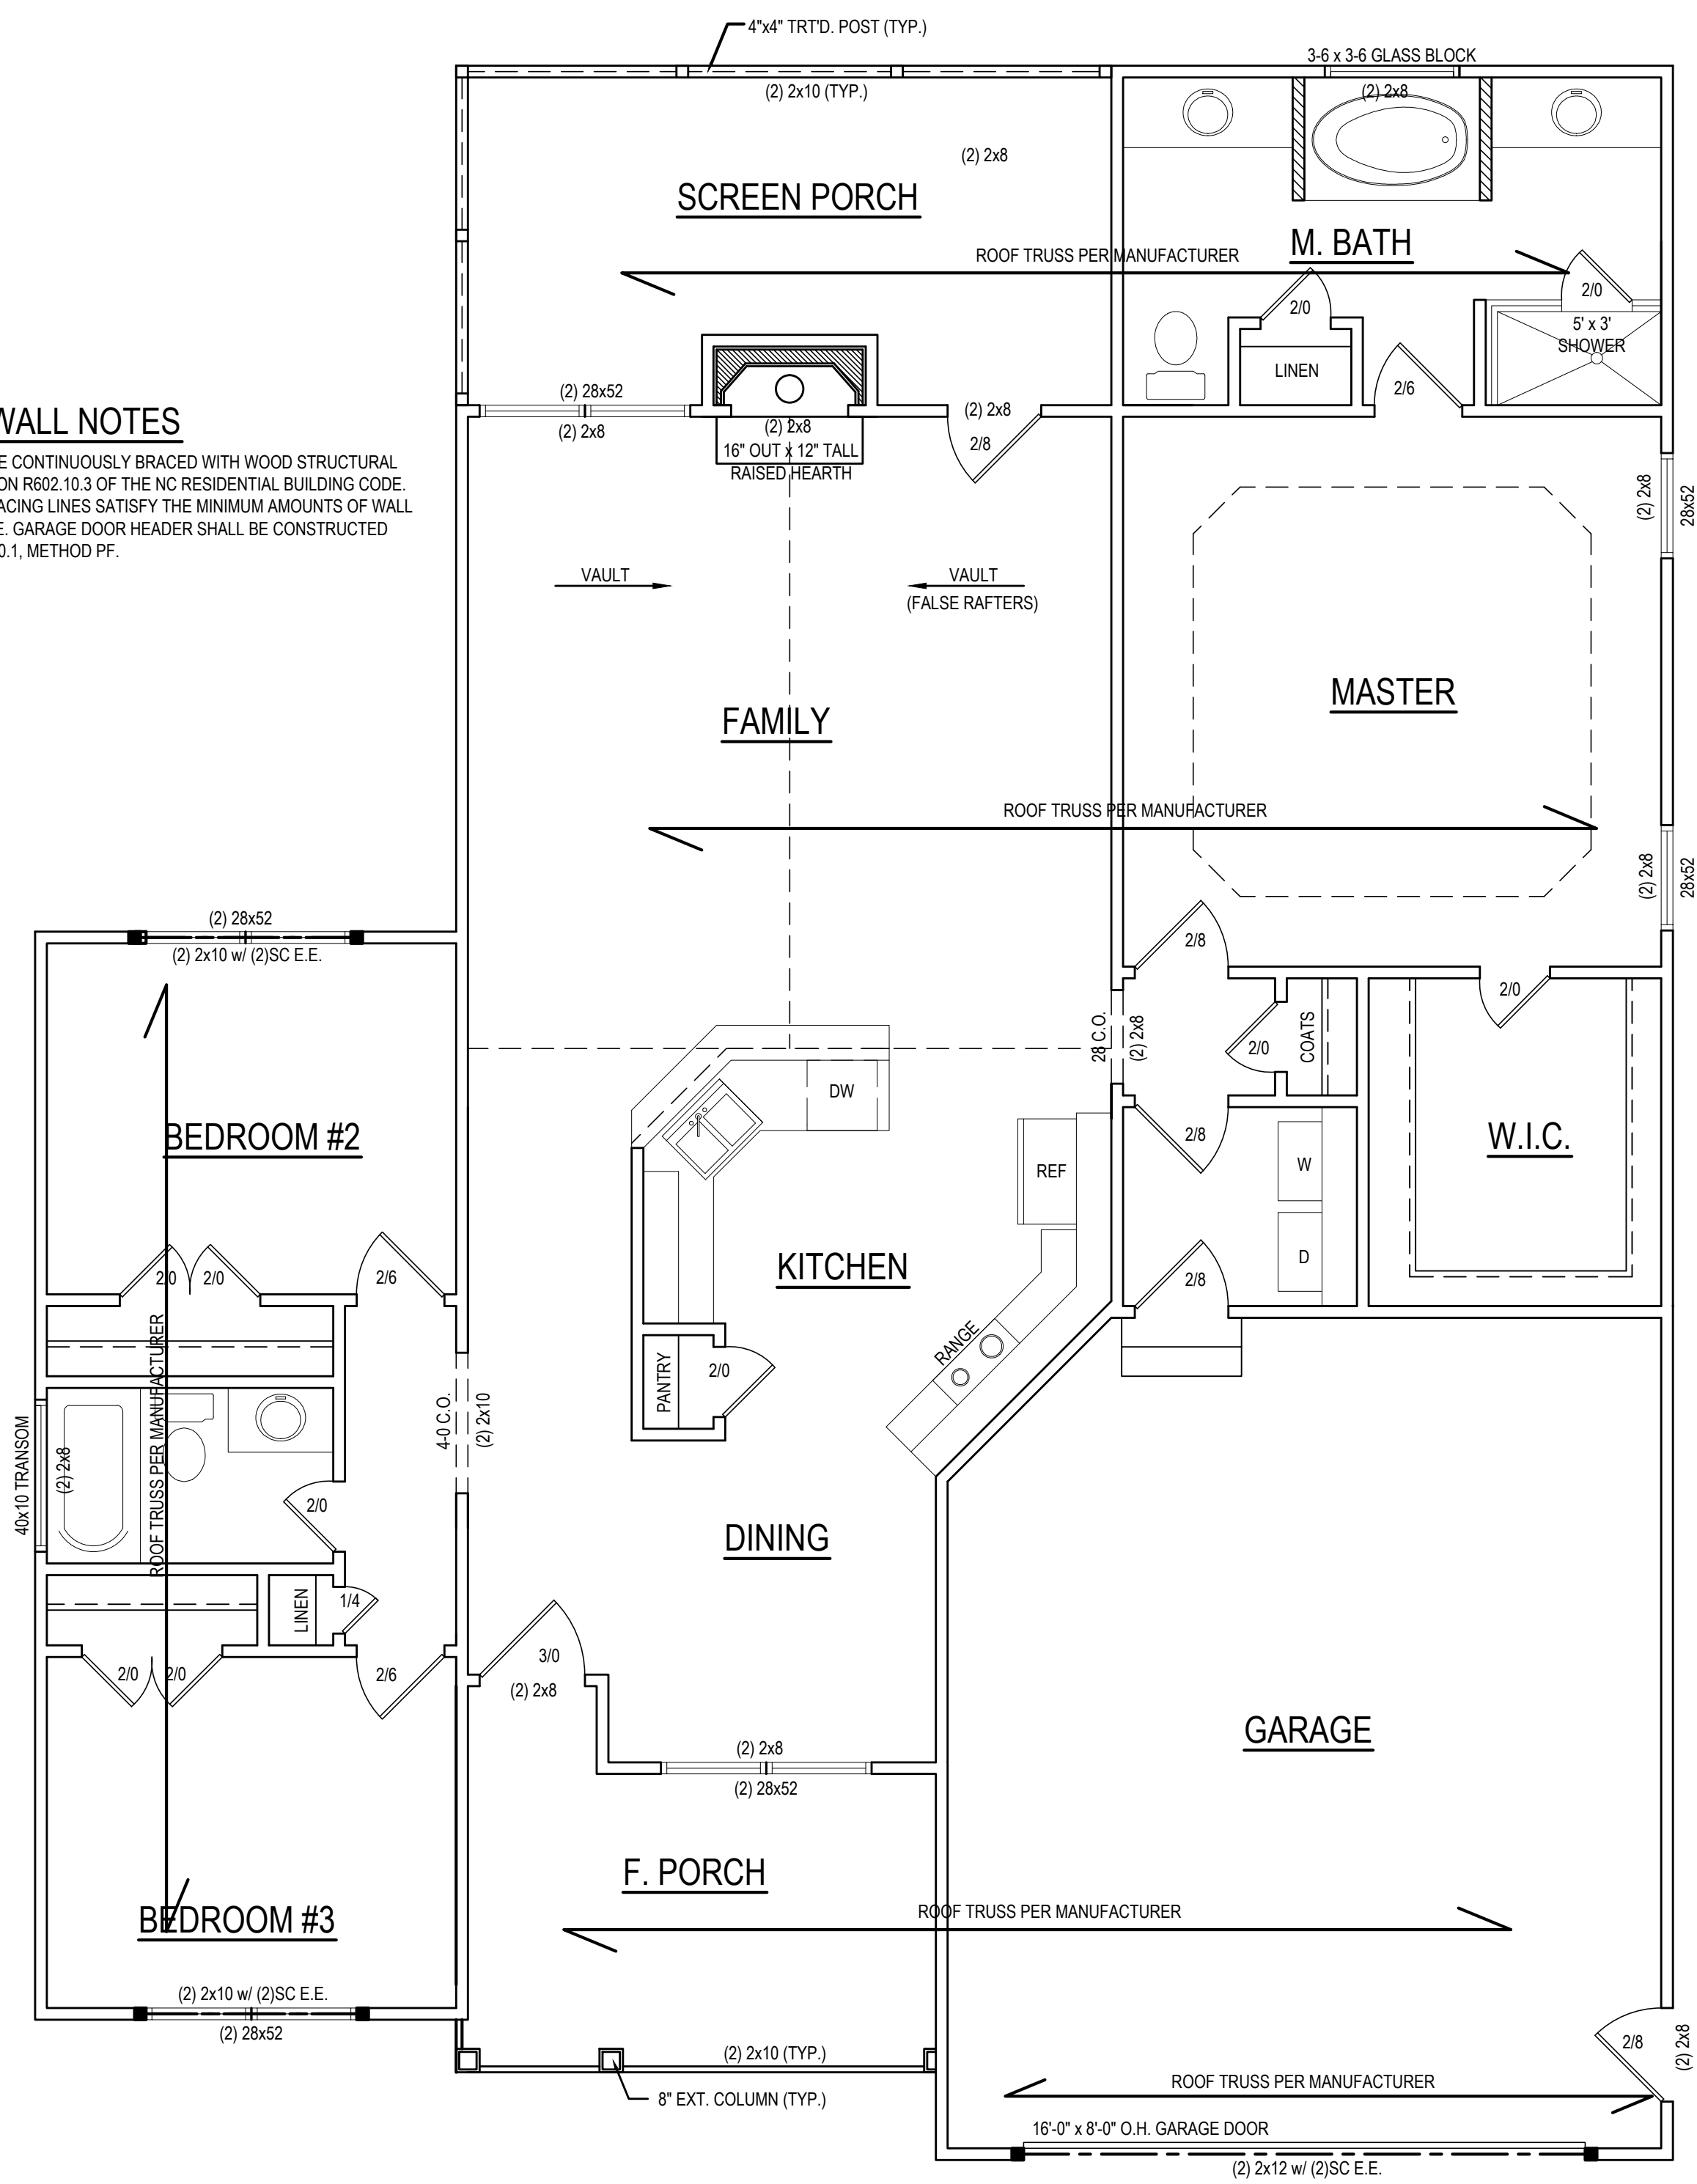 4"x4" TRT'D. POST (TYP.)
3-6 x 3-6 GLASS BLOCK
(2) 2x10 (TYP.)
(2) 2x8
(2) 2x8
SCREEN PORCH
M. BATH
ROOF TRUSS PER MANUFACTURER
2/0
2/0
5' x 3'
SHOWER
LINEN
2/6
(2) 28x52
(2) 2x8
(2) 2x8
16" OUT x 12" TALL
RAISED HEARTH
(2) 2x8
2/8
WALL NOTES
E CONTINUOUSLY BRACED WITH WOOD STRUCTURAL
ON R602.10.3 OF THE NC RESIDENTIAL BUILDING CODE.
ACING LINES SATISFY THE MINIMUM AMOUNTS OF WALL
E. GARAGE DOOR HEADER SHALL BE CONSTRUCTED
0.1, METHOD PF.
(2) 2x8
28x52
VAULT
VAULT
(FALSE RAFTERS)
FAMILY
MASTER
ROOF TRUSS PER MANUFACTURER
(2) 2x8
28x52
(2) 28x52
(2) 2x10 w/ (2)SC E.E.
2/8
2/0
28 C.O.
(2) 2x8
2/0
COATS
DW
BEDROOM #2
2/8
W.I.C.
REF
W
D
KITCHEN
2/0
2/0
2/6
2/8
ROOF TRUSS PER MANUFACTURER
RANGE
PANTRY
2/0
40x10 TRANSOM
(2) 2x8
4-0 C.O.
(2) 2x10
2/0
DINING
LINEN
1/4
2/0
2/0
2/6
3/0
(2) 2x8
GARAGE
(2) 2x8
(2) 28x52
F. PORCH
BEDROOM #3
ROOF TRUSS PER MANUFACTURER
(2) 2x10 w/ (2)SC E.E.
(2) 28x52
(2) 2x10 (TYP.)
8" EXT. COLUMN (TYP.)
2/8
(2) 2x8
ROOF TRUSS PER MANUFACTURER
16'-0" x 8'-0" O.H. GARAGE DOOR
(2) 2x12 w/ (2)SC E.E.